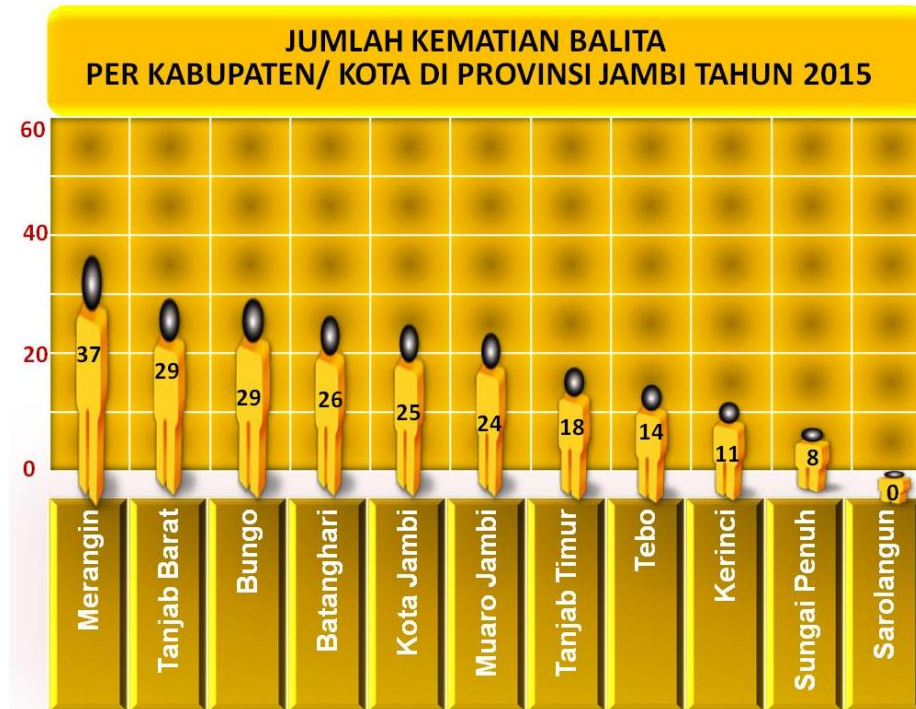 JUMLAH KEMATIAN BALITA
PER KABUPATEN/ KOTA DI PROVINSI JAMBI TAHUN 2015
60
40
20
0
37
29
29
26
25
24
18
14
11
8
0
Merangin
Tanjab Barat
Bungo
Batanghari
Kota Jambi
Muaro Jambi
Tanjab Timur
Tebo
Kerinci
Sungai Penuh
Sarolangun